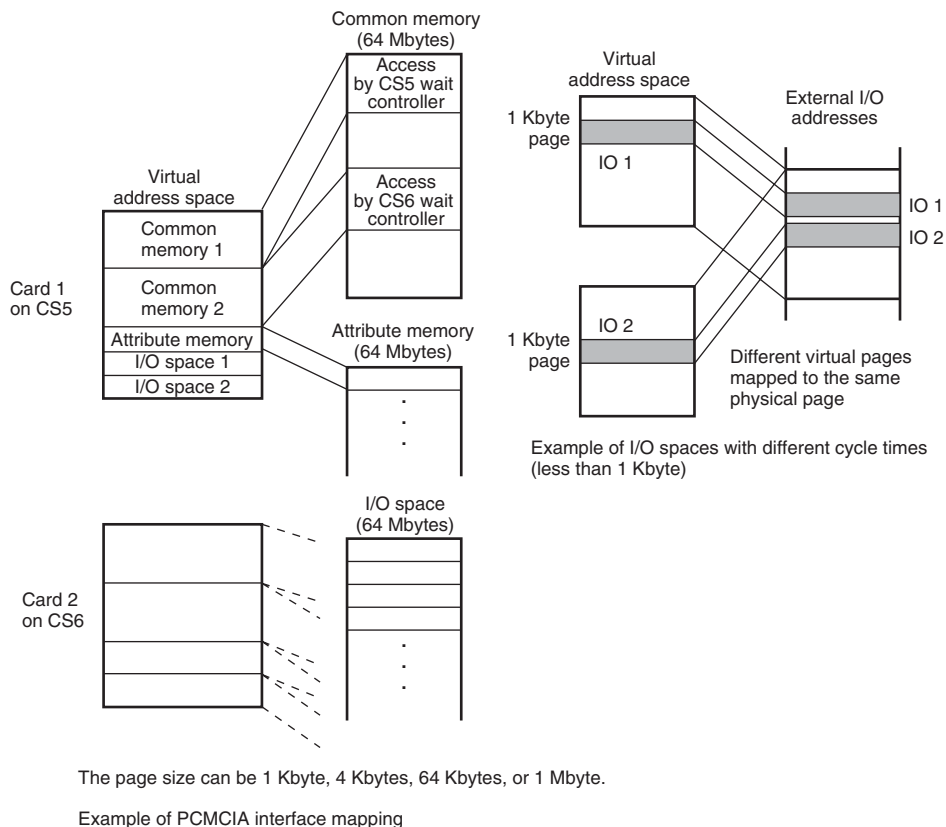 Common memory
(64 Mbytes)
Access
by CS5 wait
controller
Access
by CS6 wait
controller
Virtual
address space
Common
memory 1
Common
memory 2
Attribute memory
I/O space 1
I/O space 2
Card 1
on CS5
Attribute memory
(64 Mbytes)
Virtual
address space
External I/O
addresses
1 Kbyte
page
IO 1
IO 1
IO 2
IO 2
1 Kbyte
page
Different virtual pages
mapped to the same
physical page
Example of I/O spaces with different cycle times
(less than 1 Kbyte)
I/O space
(64 Mbytes)
Card 2
on CS6
The page size can be 1 Kbyte, 4 Kbytes, 64 Kbytes, or 1 Mbyte.
Example of PCMCIA interface mapping